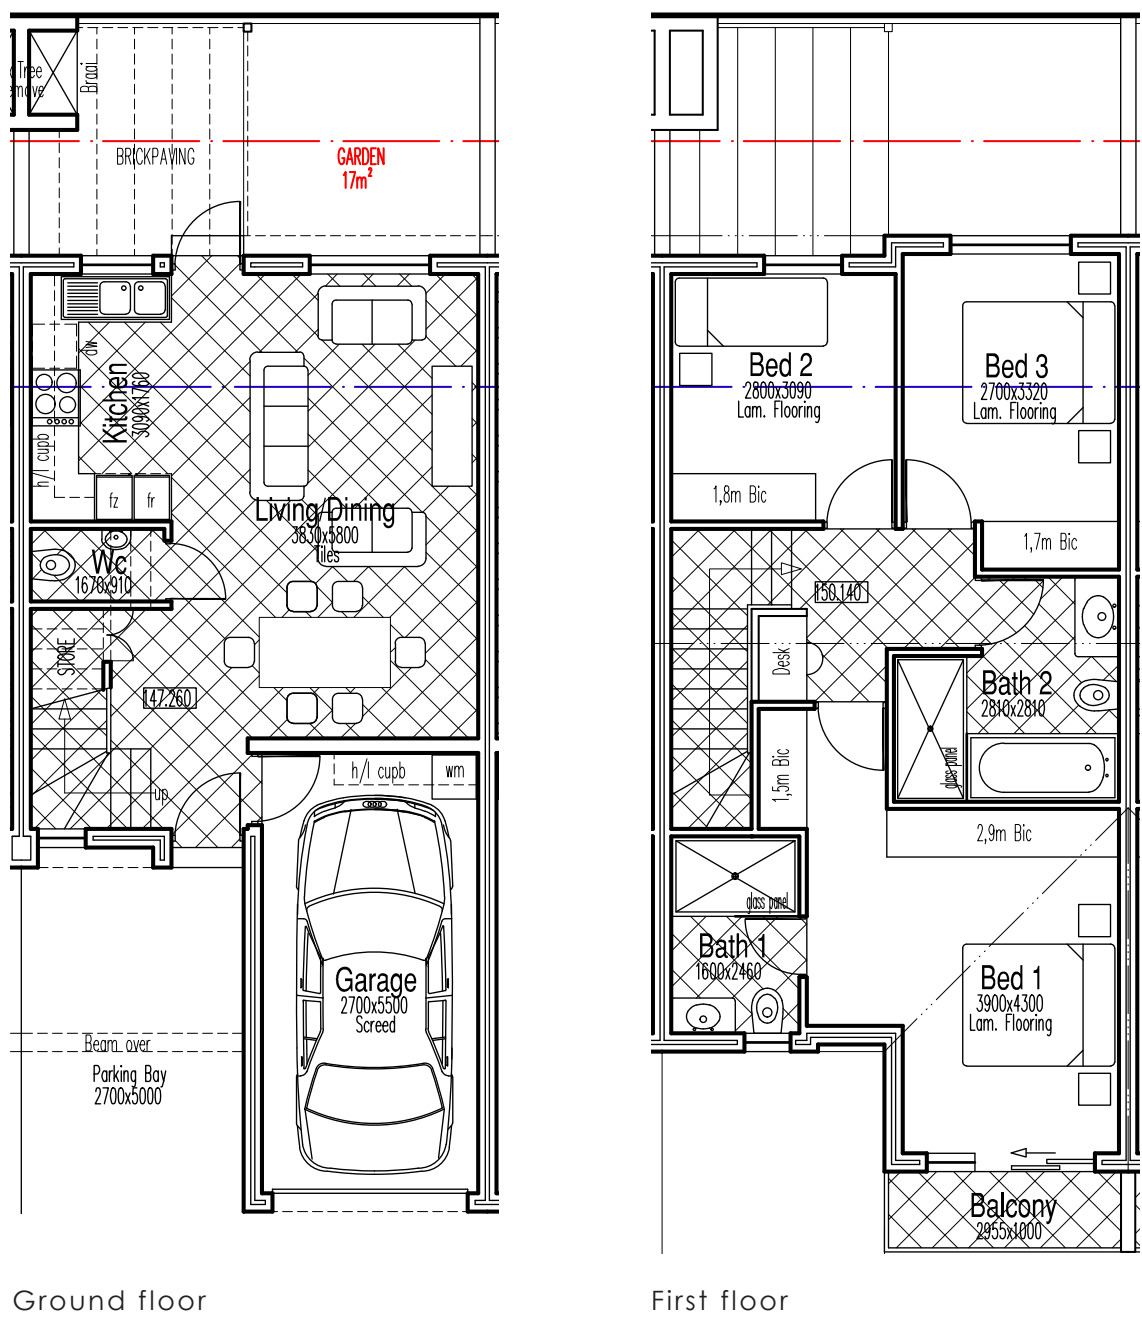 Tree
Braai
BRICKPAVING
GARDEN
17m²
dw
Kitchen
3090x1760
h/l cupb
fz
fr
Living/Dining
3830x5800
Tiles
Wc
1670x910
STORE
147.260
up
h/l cupb
wm
Garage
2700x5500
Screed
Beam over
Parking Bay
2700x5000
Ground floor
Bed 2
2800x3090
Lam. Flooring
1,8m Bic
Bed 3
2700x3320
Lam. Flooring
1,7m Bic
150.140
Desk
Bath 2
2810x2810
glass panel
1,5m Bic
2,9m Bic
glass panel
Bath 1
1600x2460
Bed 1
3900x4300
Lam. Flooring
Balcony
2955x1000
First floor